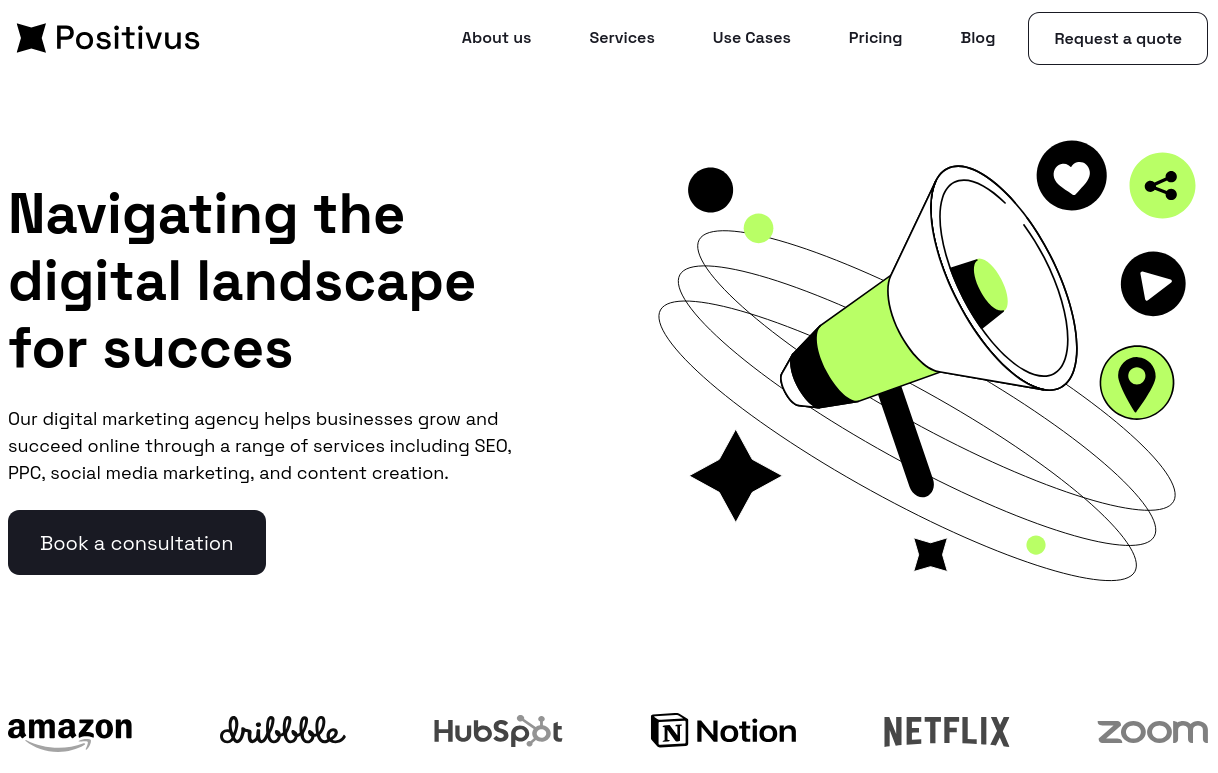 Positivus
About us Services Use Cases Pricing Blog Request a quote
Navigating the
digital landscape
for succes
Our digital marketing agency helps businesses grow and
succeed online through a range of services including SEO,
PPC, social media marketing, and content creation.
Book a consultation
amazon dribbble HubSpot N Notion NETFLIX zoom